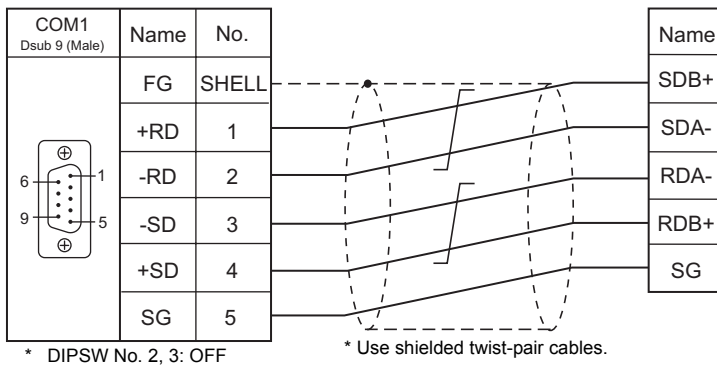 COM1
Dsub 9 (Male)
Name No.
FG SHELL
+RD 1
-RD 2
-SD 3
+SD 4
SG 5
6 1
9 5
Name
SDB+
SDA-
RDA-
RDB+
SG
* DIPSW No. 2, 3: OFF
* Use shielded twist-pair cables.